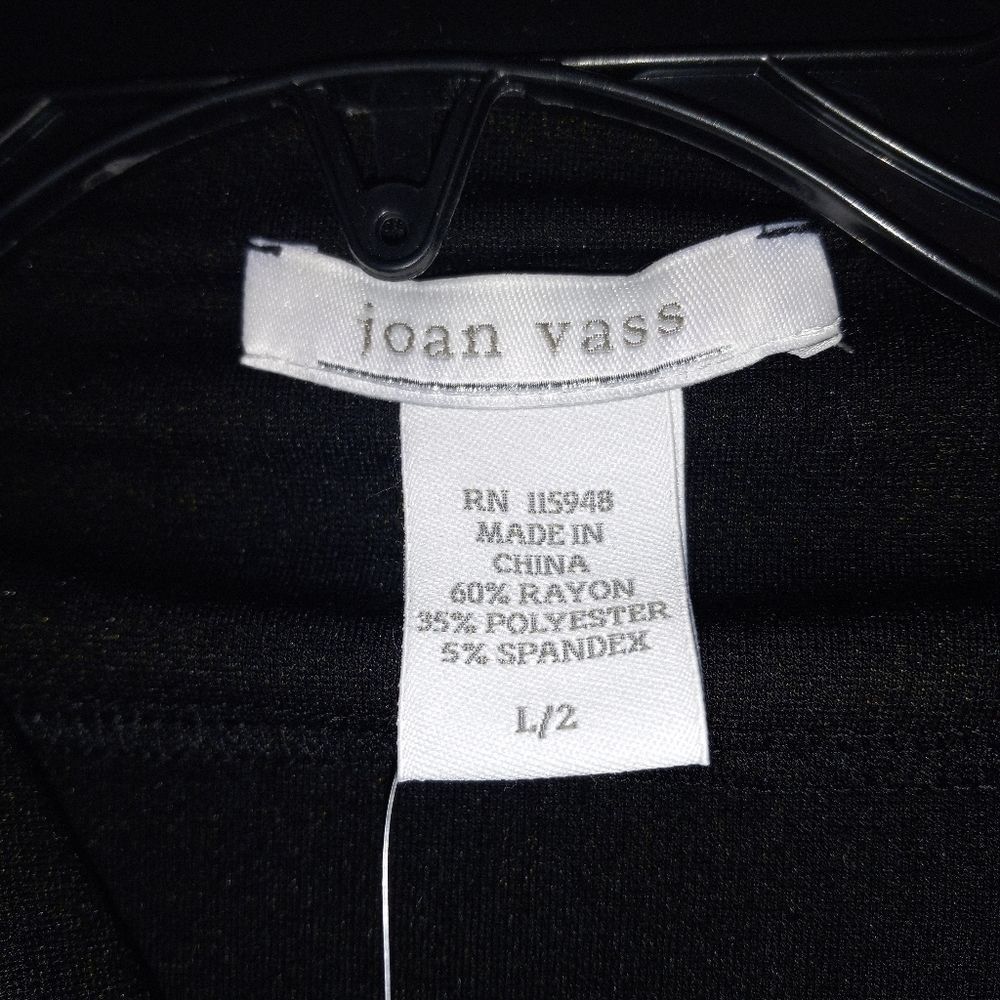 joan vass
RN 115948
MADE IN
CHINA
60% RAYON
35% POLYESTER
5% SPANDEX
L/2